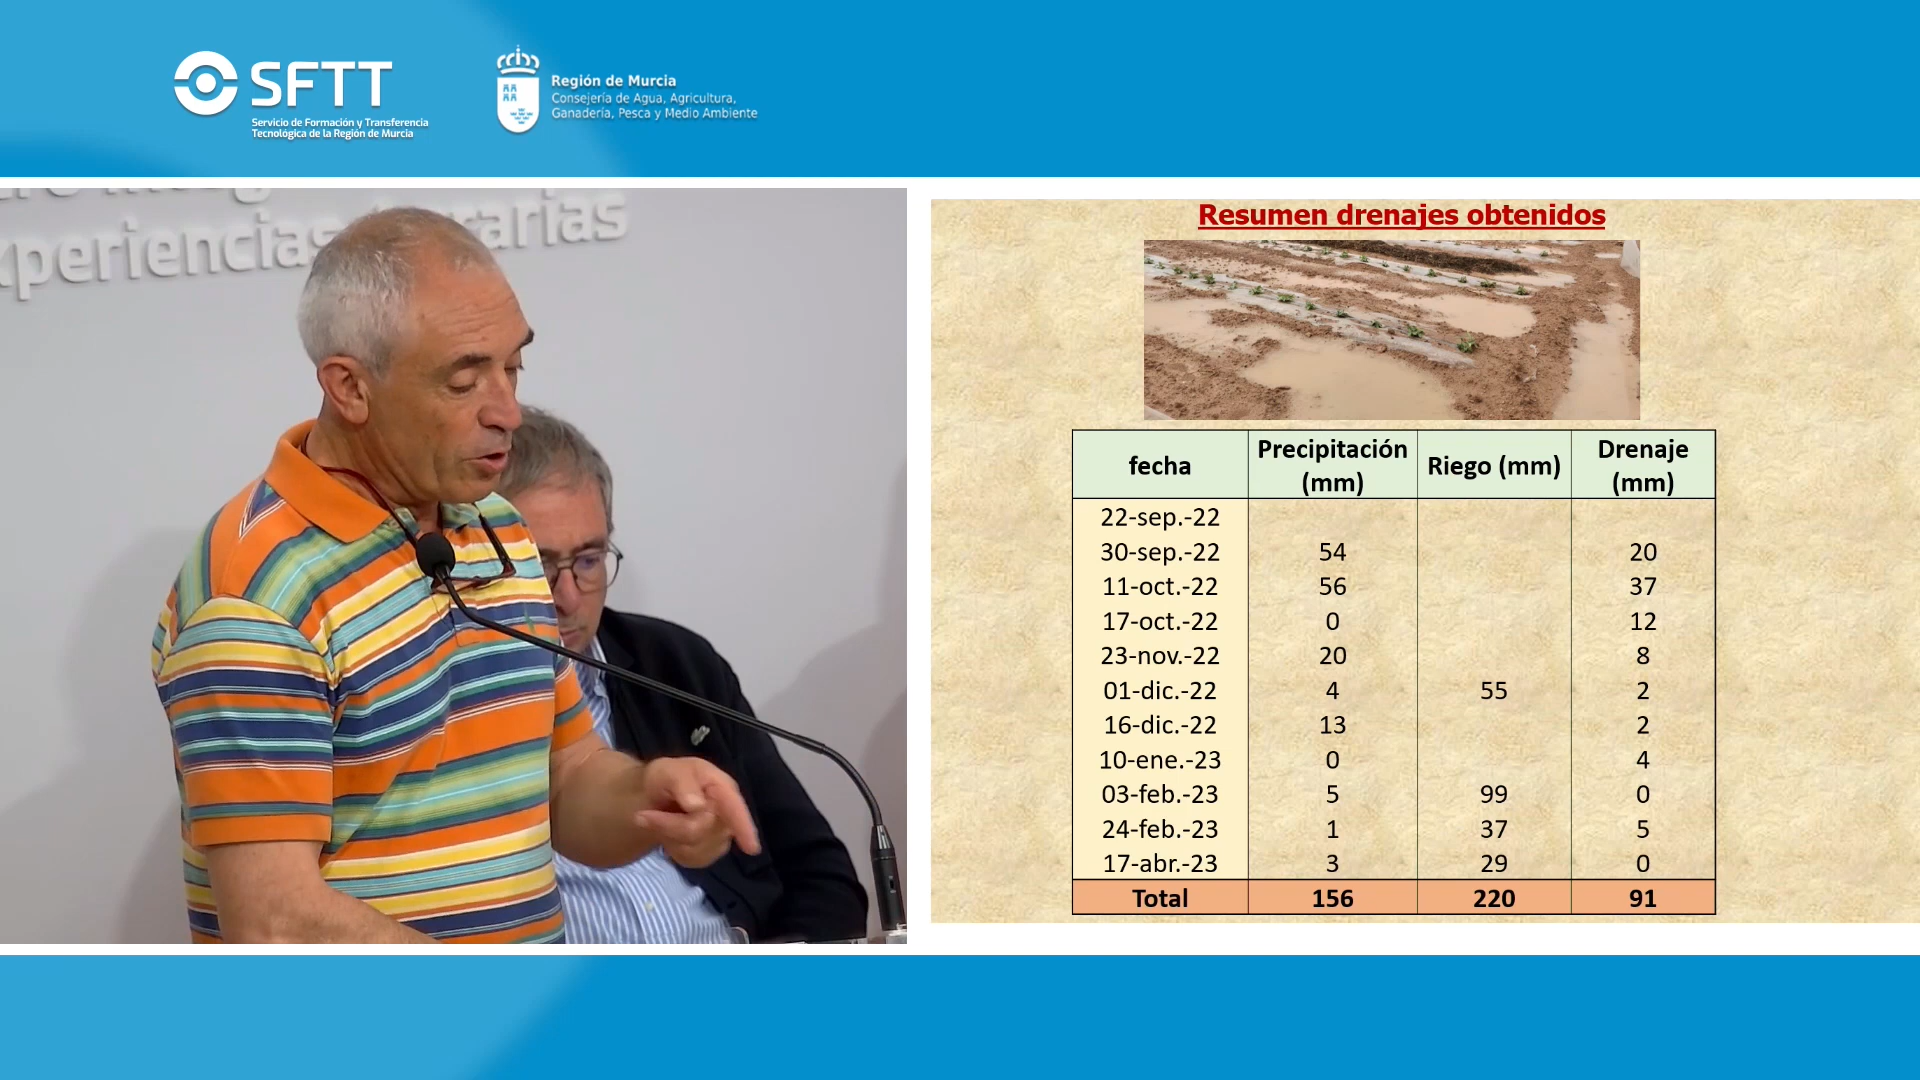 SFTT
Servicio de Formación y Transferencia
Tecnológica de la Región de Murcia
Región de Murcia
Consejería de Agua, Agricultura,
Ganadería, Pesca y Medio Ambiente
Resumen drenajes obtenidos
fecha Precipitación (mm) Riego (mm) Drenaje (mm)
22-sep.-22
30-sep.-22 54 20
11-oct.-22 56 37
17-oct.-22 0 12
23-nov.-22 20 8
01-dic.-22 4 55 2
16-dic.-22 13 2
10-ene.-23 0 4
03-feb.-23 5 99 0
24-feb.-23 1 37 5
17-abr.-23 3 29 0
Total 156 220 91